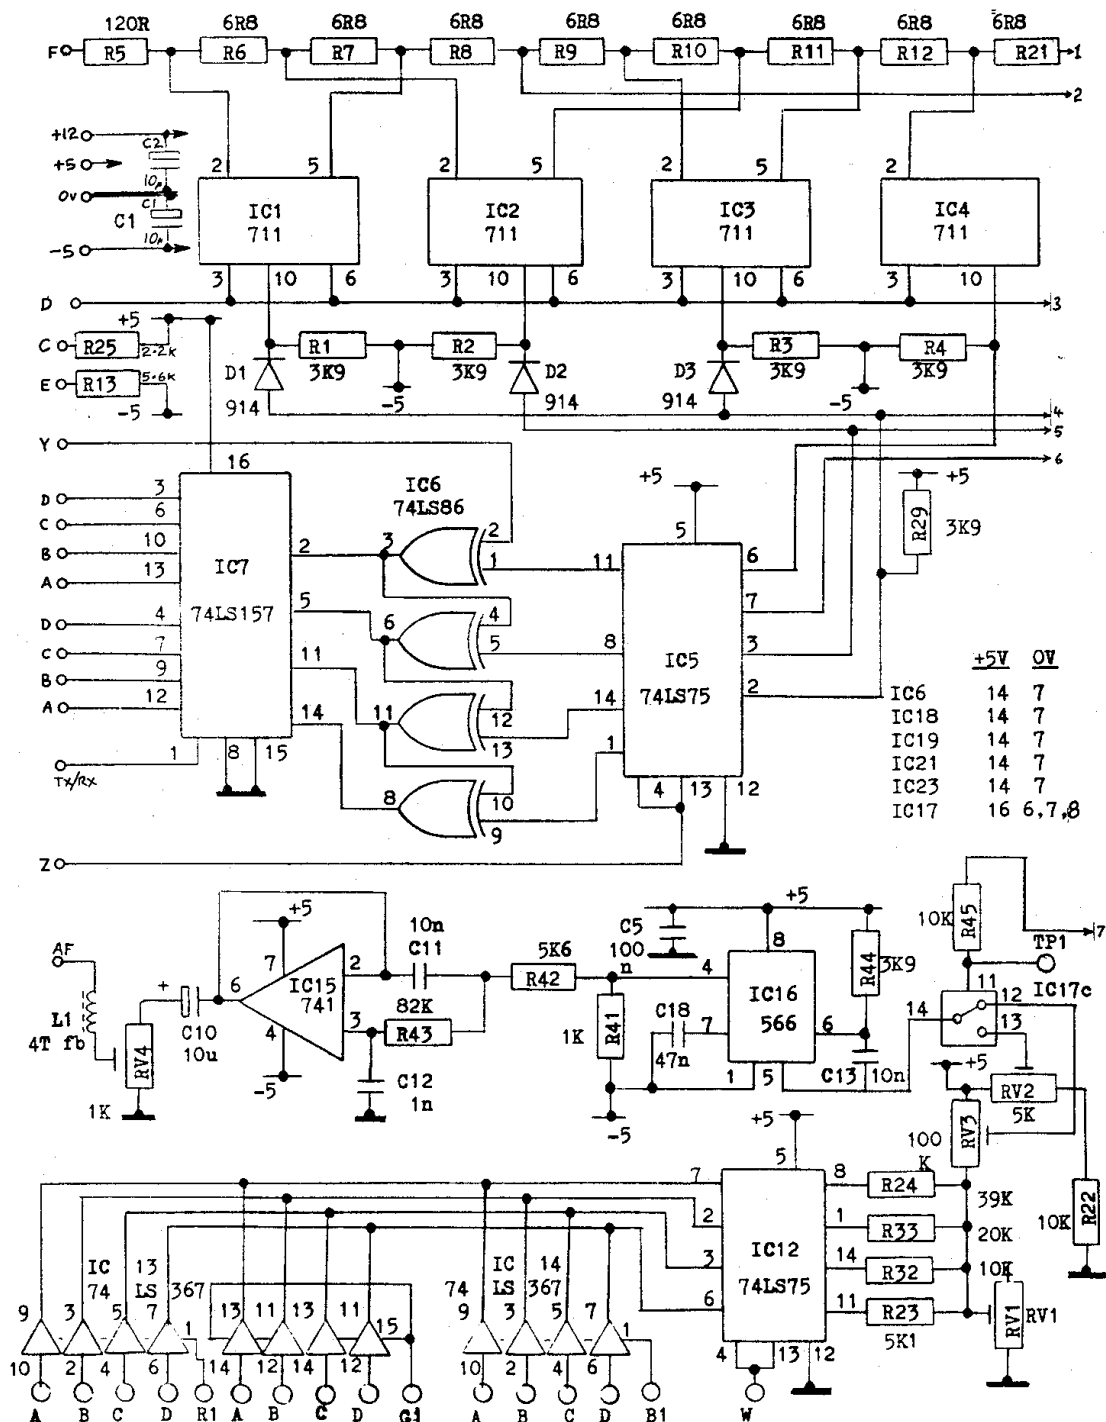 120R 6R8 6R8 6R8 6R8 6R8 6R8 6R8 6R8
F R5 R6 R7 R8 R9 R10 R11 R12 R21 1
2
+12 C2
+5 10µ
0v C1
C1 10µ
-5
2 5 2 5 2 5 2
IC1 IC2 IC3 IC4
711 711 711 711
3 10 6 3 10 6 3 10 6 3 10
D 3
+5
C R25 2·2K
E R13 5·6K
-5
R1 R2 R3 R4
D1 3K9 3K9 D2 D3 3K9 3K9
-5 -5
914 914 914 4
5
Y 6
16
IC6
74LS86
+5
+5
R29
3K9
D 3
C 6
B 10
A 13
D 4
C 7
B 9
A 12
IC7
74LS157
2
5
11
14
1 8 15
TX/RX
3 2
1
6 4
5
11 12
13
8 10
9
5
11 6
8 7
14 3
1 2
IC5
74LS75
4 13 12
Z
+5V 0V
IC6 14 7
IC18 14 7
IC19 14 7
IC21 14 7
IC23 14 7
IC17 16 6,7,8
AF
L1
4T fb
RV4
1K
+
C10
10u
6
+5
7
IC15
741
4
-5
2
3
10n
C11
82K
R43
C12
1n
5K6
R42
R41
1K
-5
C5
100
n
C18
47n
+5
8
4
IC16
566
7 6
1 5
R44
3K9
C13 10n
10K R45
7
TP1
IC17c
11
14 12
13
+5
RV2
5K
RV3
100
K
R22
10K
+5
5
7 8
2 1
3 14
6 11
IC12
74LS75
4 13 12
W
R24 39K
R33 20K
R32 10K
R23
5K1
RV1 RV1
IC 13
74 LS 367
9 3 5 7 1
10 2 4 6
13 11 13 11 15
14 12 14 12
IC 14
74 LS 367
9 3 5 7 1
10 2 4 6
A B C D R1 A B C D G1 A B C D B1